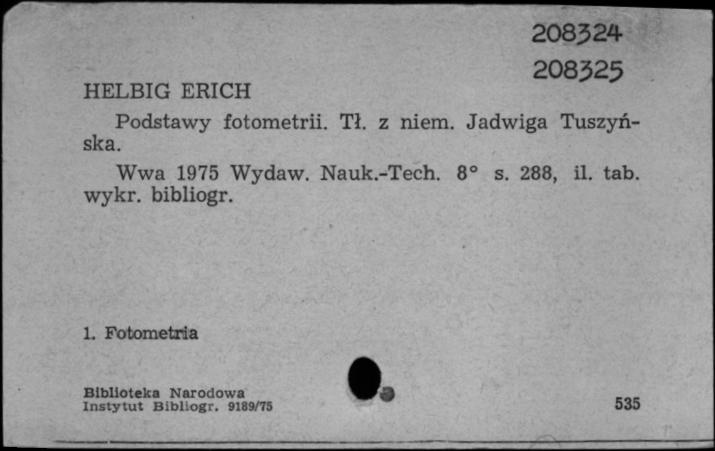 208324
208325
HELBIG ERICH
Podstawy fotometrii. Tł. z niem. Jadwiga Tuszyń-
ska.
Wwa 1975 Wydaw. Nauk.-Tech. 8° s. 288, il. tab.
wykr. bibliogr.
1. Fotometria
Biblioteka Narodowa
Instytut Bibliogr. 9189/75
535